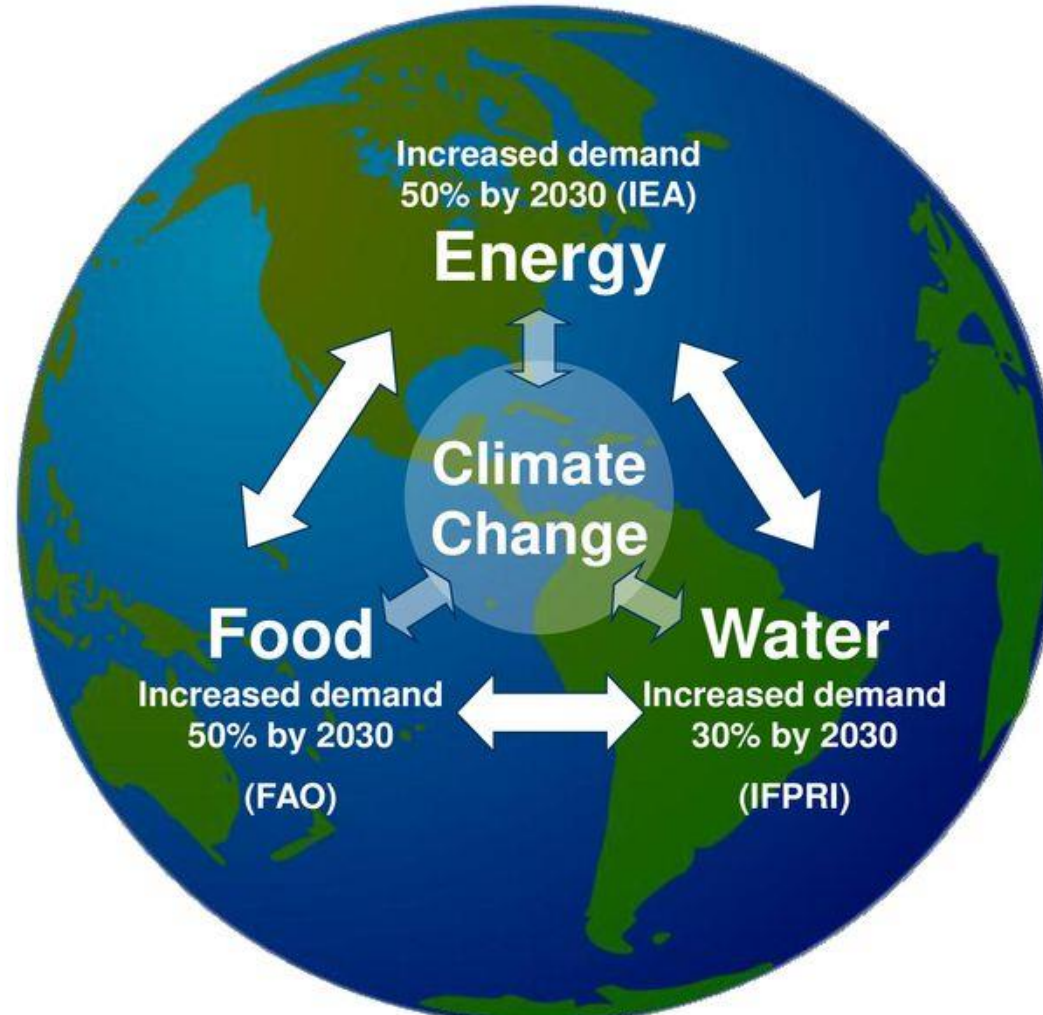 Increased demand
50% by 2030 (IEA)
Energy
Climate
Change
Food
Increased demand
50% by 2030
(FAO)
Water
Increased demand
30% by 2030
(IFPRI)